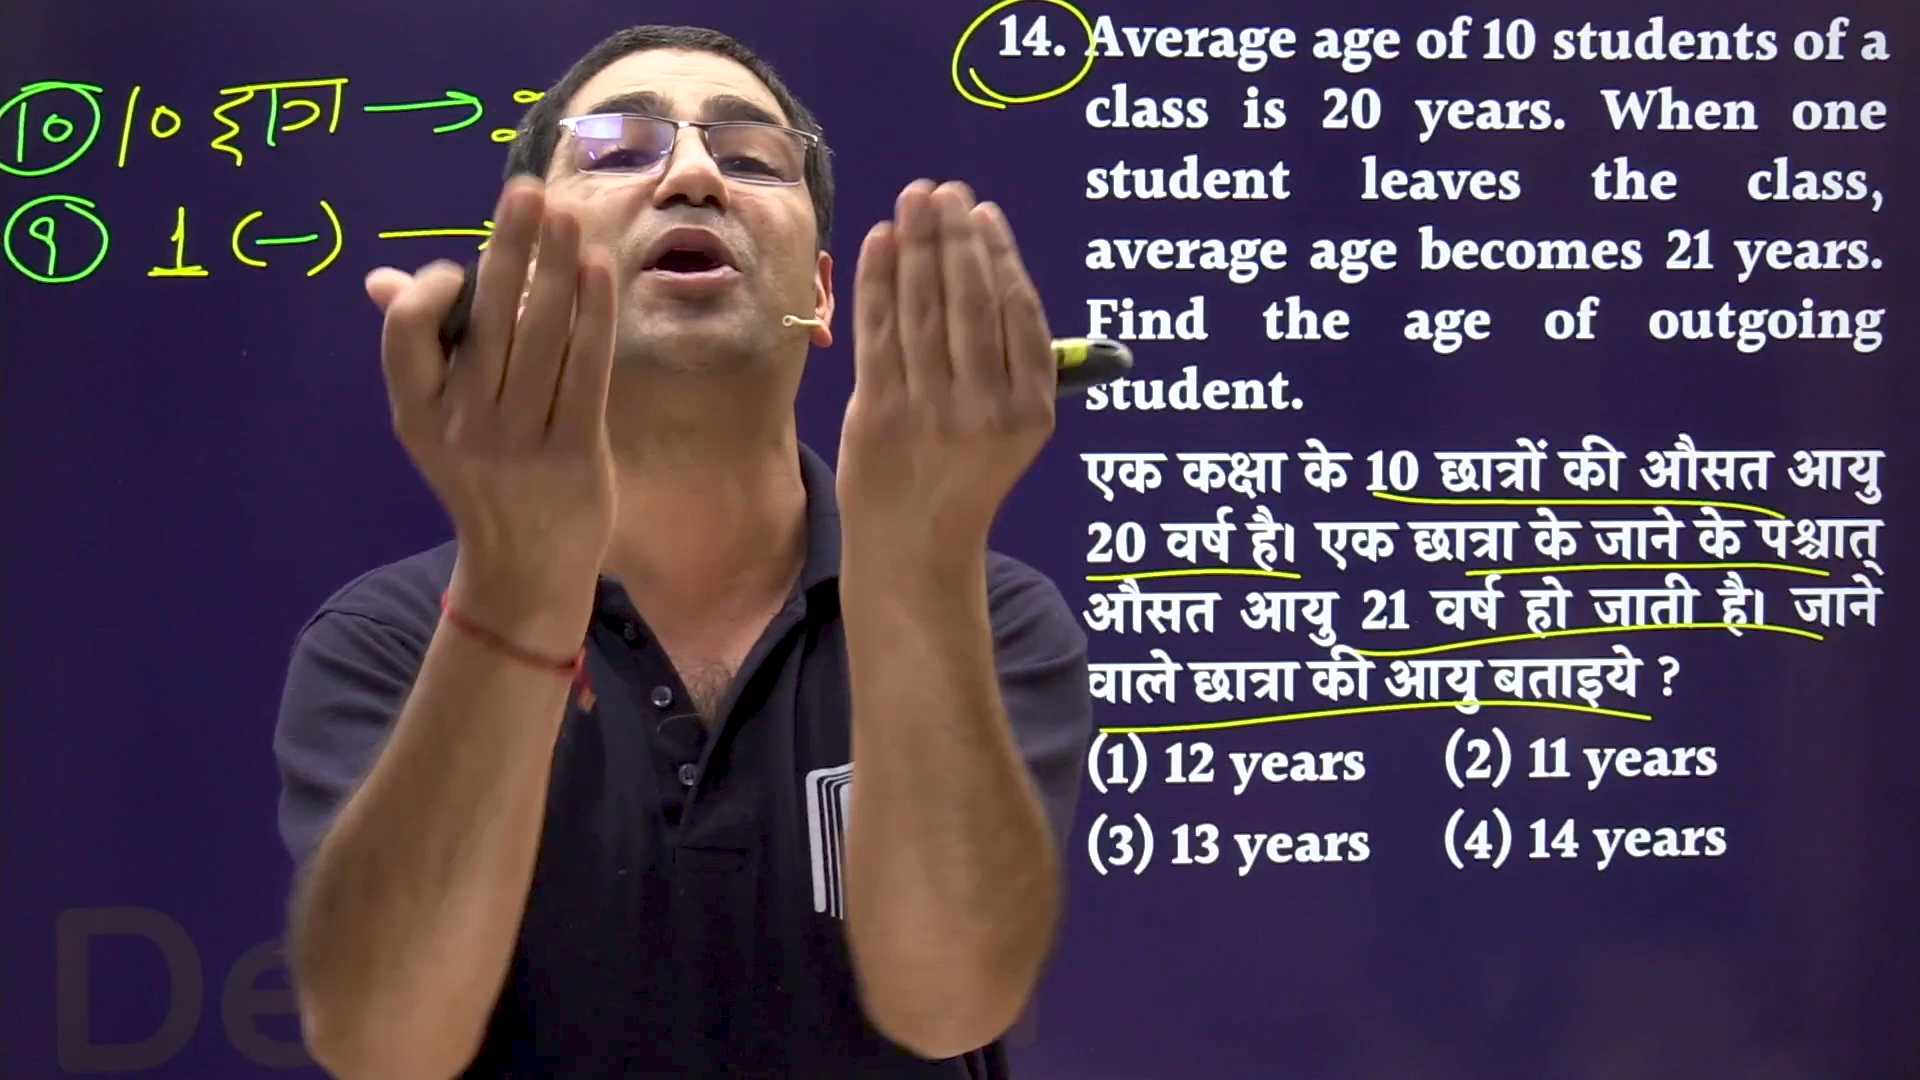 10 10 छात्र →
9 1 (-) →
14. Average age of 10 students of a
class is 20 years. When one
student leaves the class,
average age becomes 21 years.
Find the age of outgoing
student.
एक कक्षा के 10 छात्रों की औसत आयु
20 वर्ष है। एक छात्रा के जाने के पश्चात्
औसत आयु 21 वर्ष हो जाती है। जाने
वाले छात्रा की आयु बताइये ?
(1) 12 years (2) 11 years
(3) 13 years (4) 14 years
De